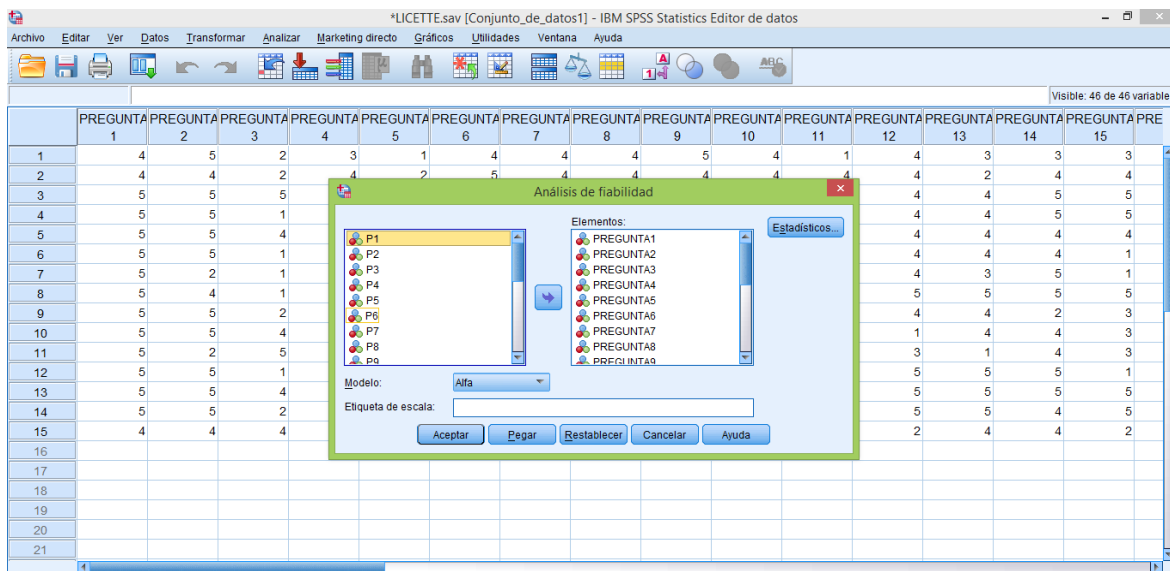 *LICETTE.sav [Conjunto_de_datos1] - IBM SPSS Statistics Editor de datos
Archivo Editar Ver Datos Transformar Analizar Marketing directo Gráficos Utilidades Ventana Ayuda
Visible: 46 de 46 variable
PREGUNTA PREGUNTA PREGUNTA PREGUNTA PREGUNTA PREGUNTA PREGUNTA PREGUNTA PREGUNTA PREGUNTA PREGUNTA PREGUNTA PREGUNTA PREGUNTA PREGUNTA PRE
1 2 3 4 5 6 7 8 9 10 11 12 13 14 15
1 4 5 2 3 1 4 4 4 5 4 1 4 3 3 3
2 4 4 2 4 2 5 4 4 4 4 4 4 2 4 4
3 5 5 5 4 4 5 5
4 5 5 1 4 4 5 5
5 5 5 4 4 4 4 4
6 5 5 1 4 4 4 1
7 5 2 1 4 3 5 1
8 5 4 1 5 5 5 5
9 5 5 2 4 4 2 3
10 5 5 4 1 4 4 3
11 5 2 5 3 1 4 3
12 5 5 1 5 5 5 1
13 5 5 4 5 5 5 5
14 5 5 2 5 5 4 5
15 4 4 4 2 4 4 2
16
17
18
19
20
21
Análisis de fiabilidad
Elementos:
Estadísticos...
P1
P2
P3
P4
P5
P6
P7
P8
P9
PREGUNTA1
PREGUNTA2
PREGUNTA3
PREGUNTA4
PREGUNTA5
PREGUNTA6
PREGUNTA7
PREGUNTA8
PREGUNTA9
Modelo: Alfa
Etiqueta de escala:
Aceptar Pegar Restablecer Cancelar Ayuda